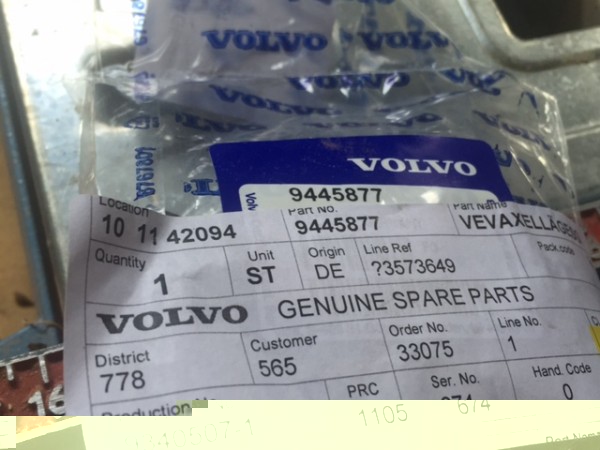 VOLVO VOLVO
VOLVO
VOLVO
VOLVO
9445877
Location Part No. Part Name
10 11 42094 9445877
Quantity Unit Origin Line Ref Pack code
1 ST DE ?3573649
VOLVO GENUINE SPARE PARTS
District Customer Order No. Line No.
778 565 33075 1
PRC Ser. No. Hand. Code
0
1105 674
16